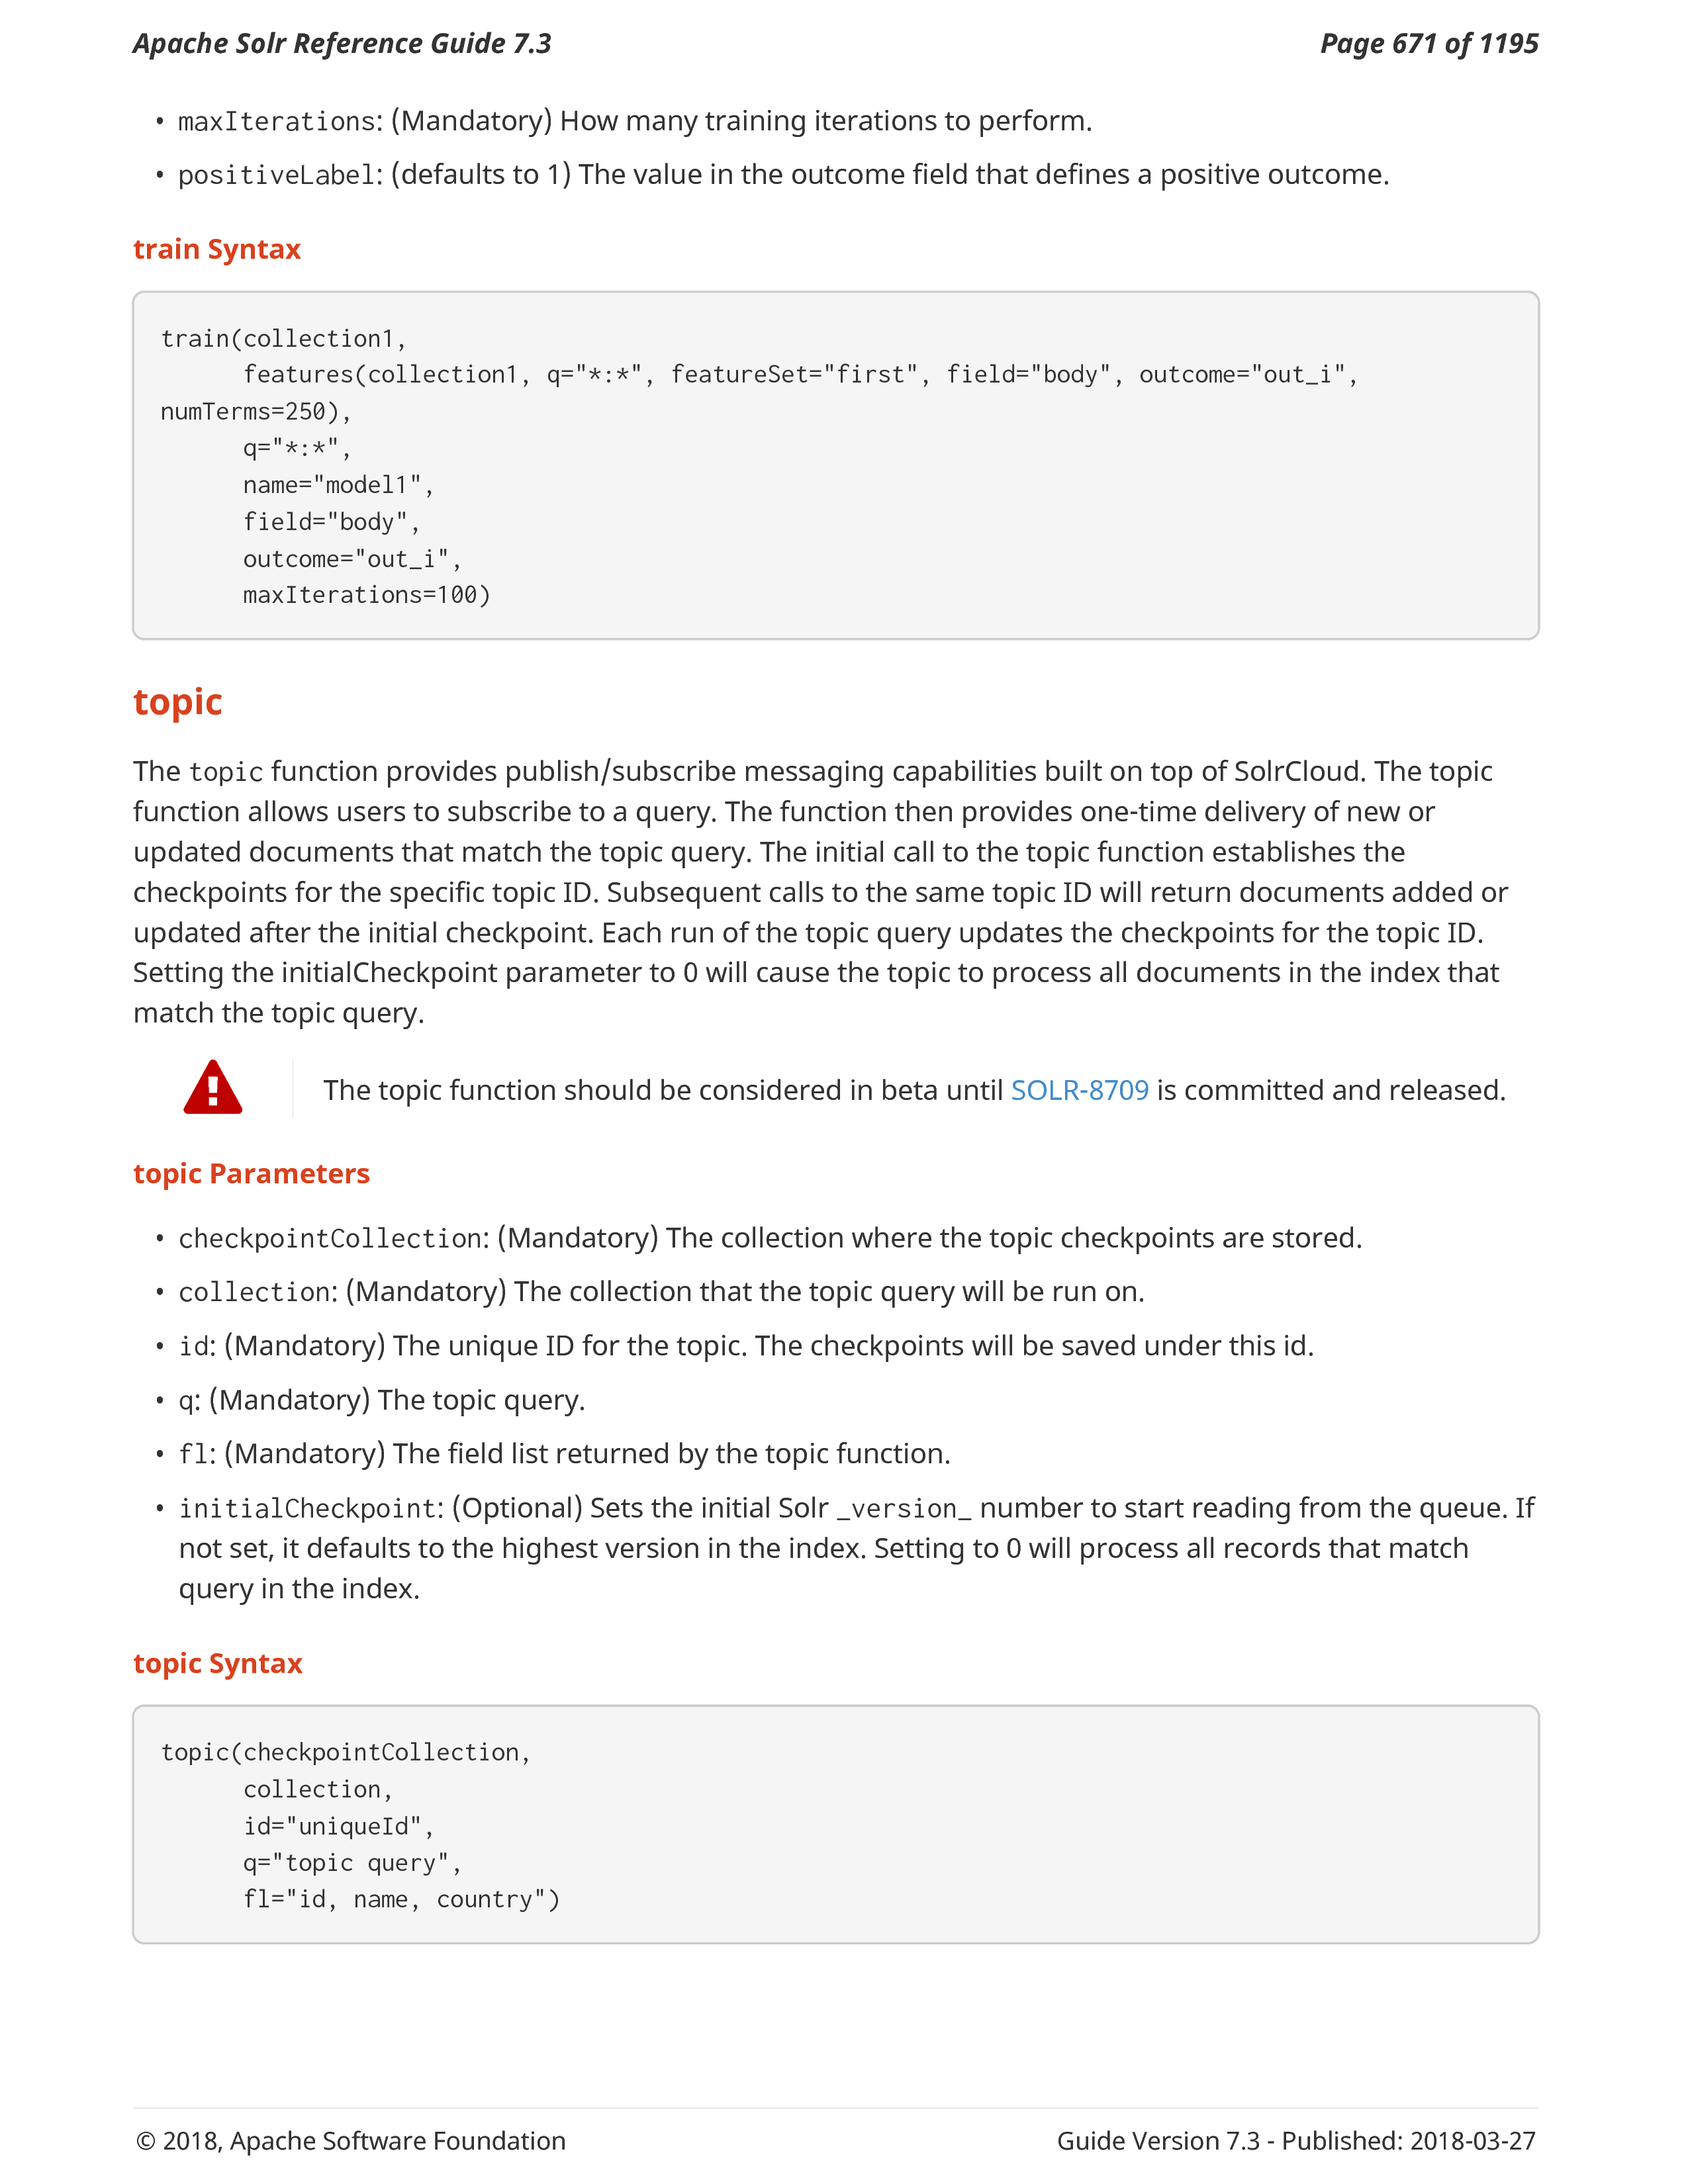 Apache Solr Reference Guide 7.3
Page 671 of 1195
• maxIterations: (Mandatory) How many training iterations to perform.
• positiveLabel: (defaults to 1) The value in the outcome field that defines a positive outcome.
train Syntax
train(collection1,
features(collection1, q="*:*", featureSet="first", field="body", outcome="out_i",
numTerms=250),
q="*:*",
name="model1",
field="body",
outcome="out_i",
maxIterations=100)
topic
The topic function provides publish/subscribe messaging capabilities built on top of SolrCloud. The topic
function allows users to subscribe to a query. The function then provides one-time delivery of new or
updated documents that match the topic query. The initial call to the topic function establishes the
checkpoints for the specific topic ID. Subsequent calls to the same topic ID will return documents added or
updated after the initial checkpoint. Each run of the topic query updates the checkpoints for the topic ID.
Setting the initialCheckpoint parameter to 0 will cause the topic to process all documents in the index that
match the topic query.
The topic function should be considered in beta until SOLR-8709 is committed and released.
topic Parameters
• checkpointCollection: (Mandatory) The collection where the topic checkpoints are stored.
• collection: (Mandatory) The collection that the topic query will be run on.
• id: (Mandatory) The unique ID for the topic. The checkpoints will be saved under this id.
• q: (Mandatory) The topic query.
• fl: (Mandatory) The field list returned by the topic function.
• initialCheckpoint: (Optional) Sets the initial Solr _version_ number to start reading from the queue. If
not set, it defaults to the highest version in the index. Setting to 0 will process all records that match
query in the index.
topic Syntax
topic(checkpointCollection,
collection,
id="uniqueId",
q="topic query",
fl="id, name, country")
© 2018, Apache Software Foundation
Guide Version 7.3 - Published: 2018-03-27